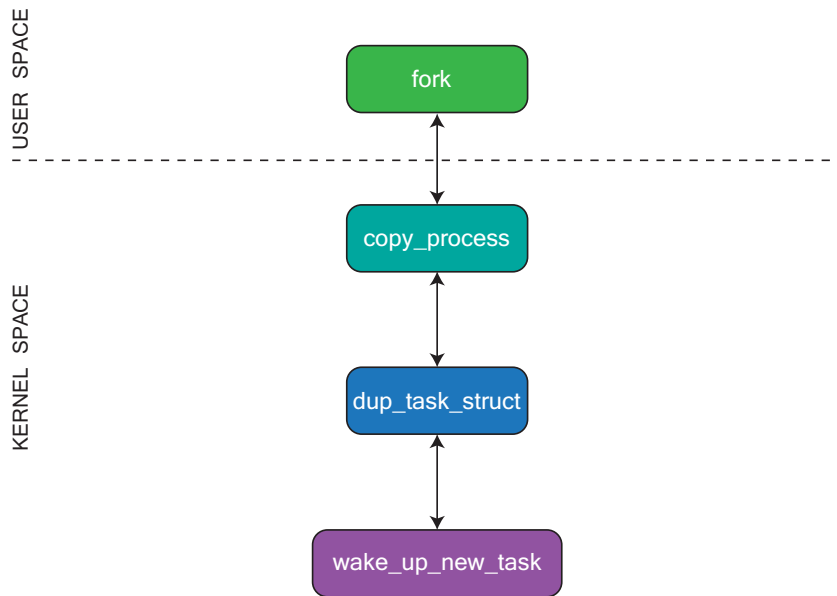 USER SPACE
fork
copy_process
KERNEL SPACE
dup_task_struct
wake_up_new_task